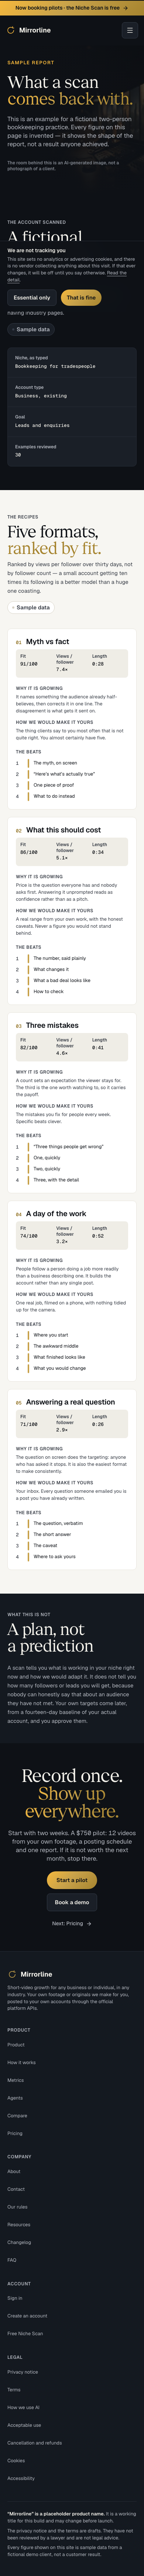 Now booking pilots · the Niche Scan is free →
Mirrorline
SAMPLE REPORT
What a scan
comes back with.
This is an example for a fictional two-person
bookkeeping practice. Every figure on this
page is invented — it shows the shape of the
report, not a result anyone achieved.
The room behind this is an AI-generated image, not a
photograph of a client.
THE ACCOUNT SCANNED
A fictional
We are not tracking you
This site sets no analytics or advertising cookies, and it does
not see vendor collecting anything about this visit. If that ever
changes, it will be off until you say otherwise. Read the
detail.
Essential only
That is fine
naving industry pages.
Sample data
Niche, as typed
Bookkeeping for tradespeople
Account type
Business, existing
Goal
Leads and enquiries
Examples reviewed
30
THE RECIPES
Five formats,
ranked by fit.
Ranked by views per follower over thirty days, not
by follower count — a small account getting ten
times its following is a better model than a huge
one coasting.
Sample data
01 Myth vs fact
Fit
91/100
Views /
follower
7.4×
Length
0:28
WHY IT IS GROWING
It names something the audience already half-
believes, then corrects it in one line. The
disagreement is what gets it sent on.
HOW WE WOULD MAKE IT YOURS
The thing clients say to you most often that is not
quite right. You almost certainly have five.
THE BEATS
1 The myth, on screen
2 "Here's what's actually true"
3 One piece of proof
4 What to do instead
02 What this should cost
Fit
86/100
Views /
follower
5.1×
Length
0:34
WHY IT IS GROWING
Price is the question everyone has and nobody
asks first. Answering it unprompted reads as
confidence rather than as a pitch.
HOW WE WOULD MAKE IT YOURS
A real range from your own work, with the honest
caveats. Never a figure you would not stand
behind.
THE BEATS
1 The number, said plainly
2 What changes it
3 What a bad deal looks like
4 How to check
03 Three mistakes
Fit
82/100
Views /
follower
4.6×
Length
0:41
WHY IT IS GROWING
A count sets an expectation the viewer stays for.
The third is the one worth watching to, so it carries
the payoff.
HOW WE WOULD MAKE IT YOURS
The mistakes you fix for people every week.
Specific beats clever.
THE BEATS
1 "Three things people get wrong"
2 One, quickly
3 Two, quickly
4 Three, with the detail
04 A day of the work
Fit
74/100
Views /
follower
3.2×
Length
0:52
WHY IT IS GROWING
People follow a person doing a job more readily
than a business describing one. It builds the
account rather than any single post.
HOW WE WOULD MAKE IT YOURS
One real job, filmed on a phone, with nothing tidied
up for the camera.
THE BEATS
1 Where you start
2 The awkward middle
3 What finished looks like
4 What you would change
05 Answering a real question
Fit
71/100
Views /
follower
2.9×
Length
0:26
WHY IT IS GROWING
The question on screen does the targeting: anyone
who has asked it stops. It is also the easiest format
to make consistently.
HOW WE WOULD MAKE IT YOURS
Your inbox. Every question someone emailed you is
a post you have already written.
THE BEATS
1 The question, verbatim
2 The short answer
3 The caveat
4 Where to ask yours
WHAT THIS IS NOT
A plan, not
a prediction
A scan tells you what is working in your niche right
now and how we would adapt it. It does not tell you
how many followers or leads you will get, because
nobody can honestly say that about an audience
they have not met. Your own targets come later,
from a fourteen-day baseline of your actual
account, and you approve them.
Record once.
Show up
everywhere.
Start with two weeks. A $750 pilot: 12 videos
from your own footage, a posting schedule
and one report. If it is not worth the next
month, stop there.
Start a pilot
Book a demo
Next: Pricing →
Mirrorline
Short-video growth for any business or individual, in any
industry. Your own footage or originals we make for you,
posted to your own accounts through the official
platform APIs.
PRODUCT
Product
How it works
Metrics
Agents
Compare
Pricing
COMPANY
About
Contact
Our rules
Resources
Changelog
FAQ
ACCOUNT
Sign in
Create an account
Free Niche Scan
LEGAL
Privacy notice
Terms
How we use AI
Acceptable use
Cancellation and refunds
Cookies
Accessibility
"Mirrorline" is a placeholder product name. It is a working
title for this build and may change before launch.
The privacy notice and the terms are drafts. They have not
been reviewed by a lawyer and are not legal advice.
Every figure shown on this site is sample data from a
fictional demo client, not a customer result.